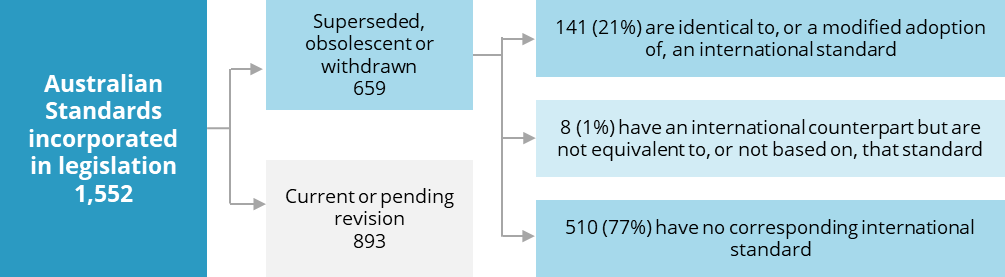 Australian
Standards
incorporated
in legislation
1,552
Superseded,
obsolescent or
withdrawn
659
Current or pending
revision
893
141 (21%) are identical to, or a modified adoption
of, an international standard
8 (1%) have an international counterpart but are
not equivalent to, or not based on, that standard
510 (77%) have no corresponding international
standard